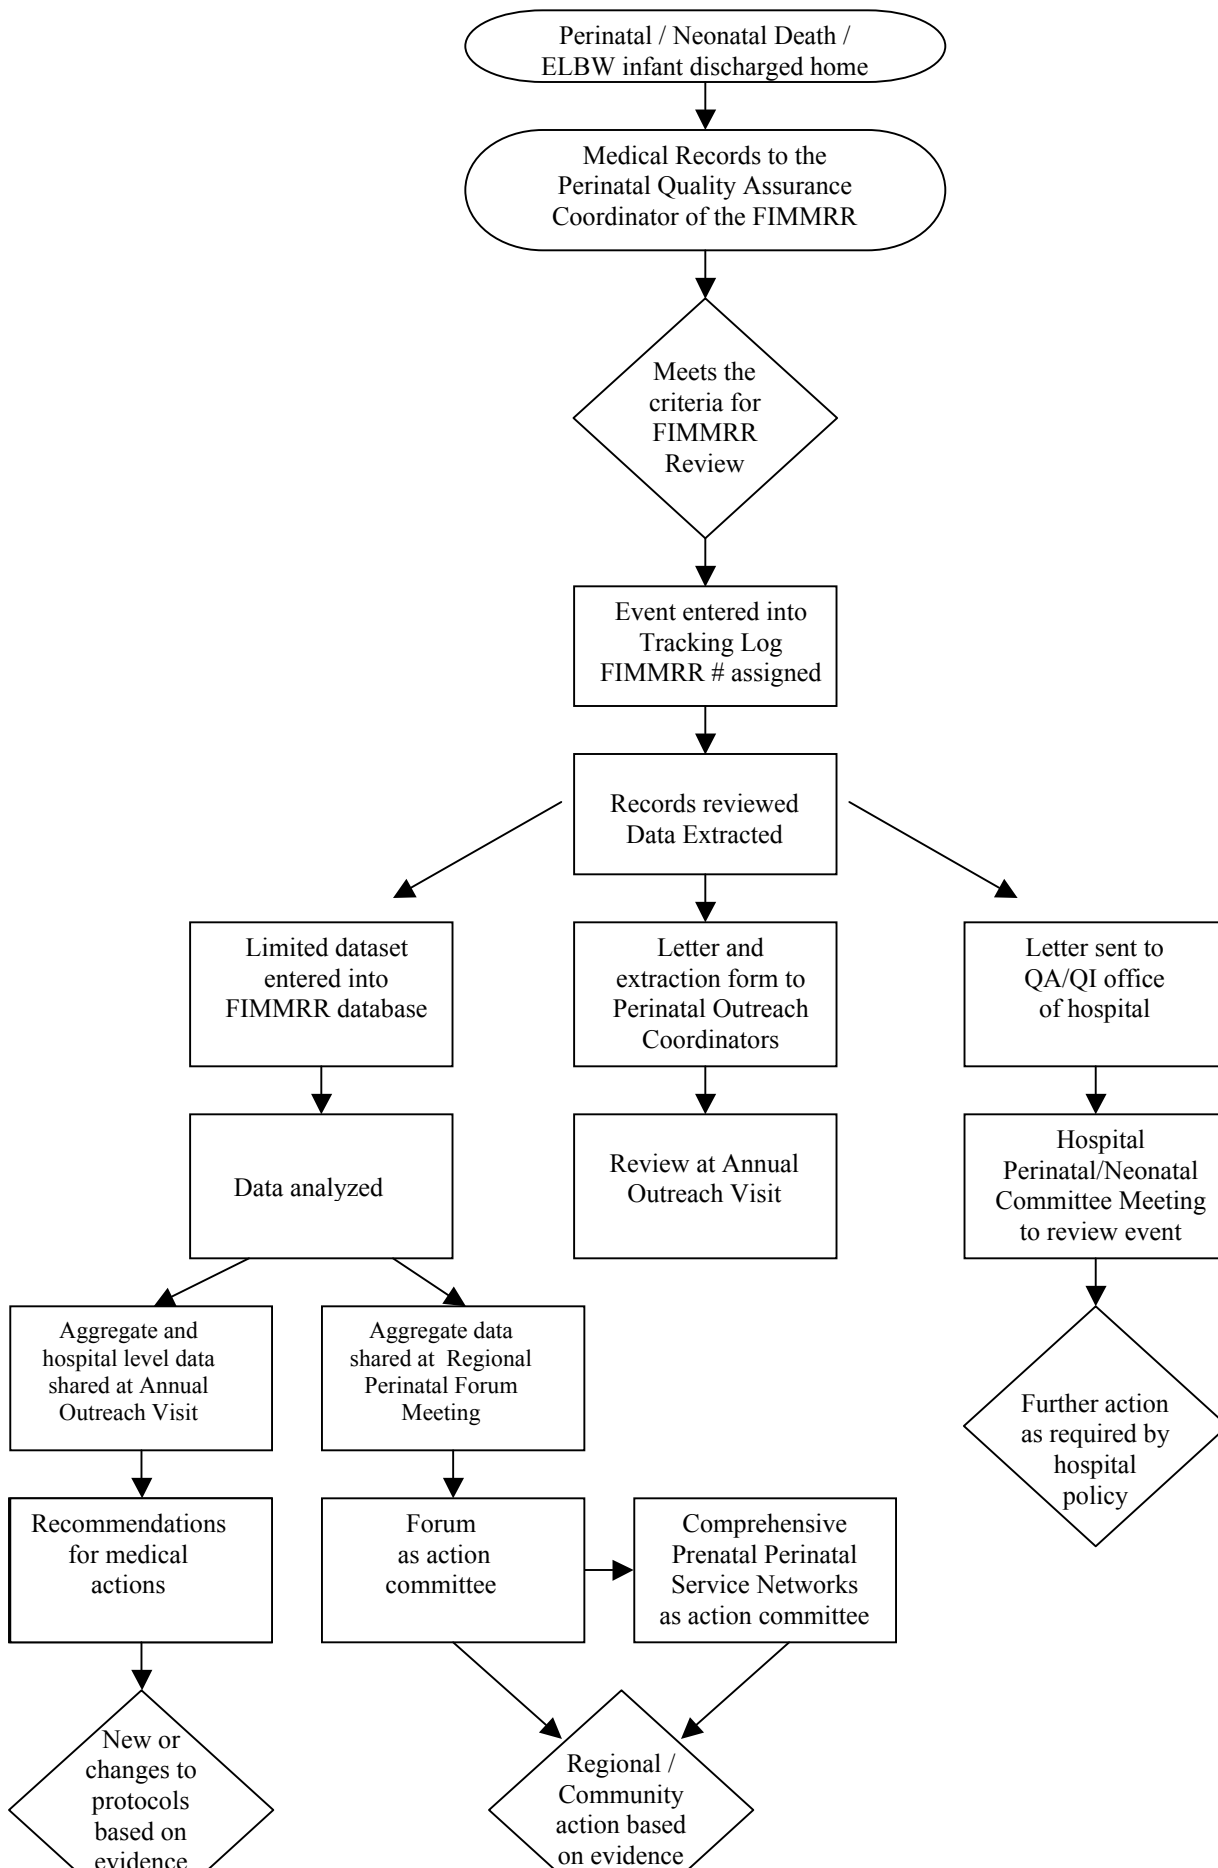 Perinatal / Neonatal Death /
ELBW infant discharged home
Medical Records to the
Perinatal Quality Assurance
Coordinator of the FIMMRR
Meets the
criteria for
FIMMRR
Review
Event entered into
Tracking Log
FIMMRR # assigned
Records reviewed
Data Extracted
Limited dataset
entered into
FIMMRR database
Letter and
extraction form to
Perinatal Outreach
Coordinators
Letter sent to
QA/QI office
of hospital
Data analyzed
Review at Annual
Outreach Visit
Hospital
Perinatal/Neonatal
Committee Meeting
to review event
Aggregate and
hospital level data
shared at Annual
Outreach Visit
Aggregate data
shared at Regional
Perinatal Forum
Meeting
Further action
as required by
hospital
policy
Recommendations
for medical
actions
Forum
as action
committee
Comprehensive
Prenatal Perinatal
Service Networks
as action committee
New or
changes to
protocols
based on
evidence
Regional /
Community
action based
on evidence